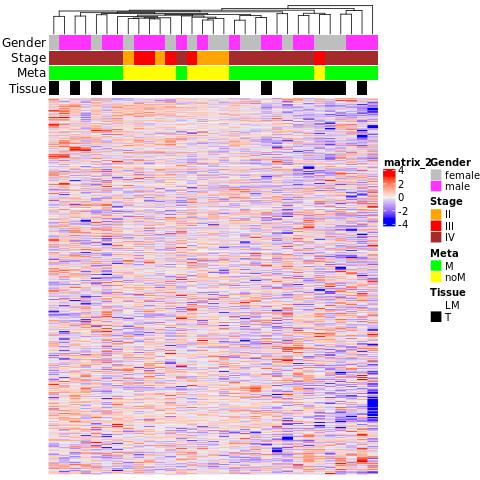 Gender
Stage
Meta
Tissue
matrix_2
4
2
0
-2
-4
Gender
female
male
Stage
II
III
IV
Meta
M
noM
Tissue
LM
T